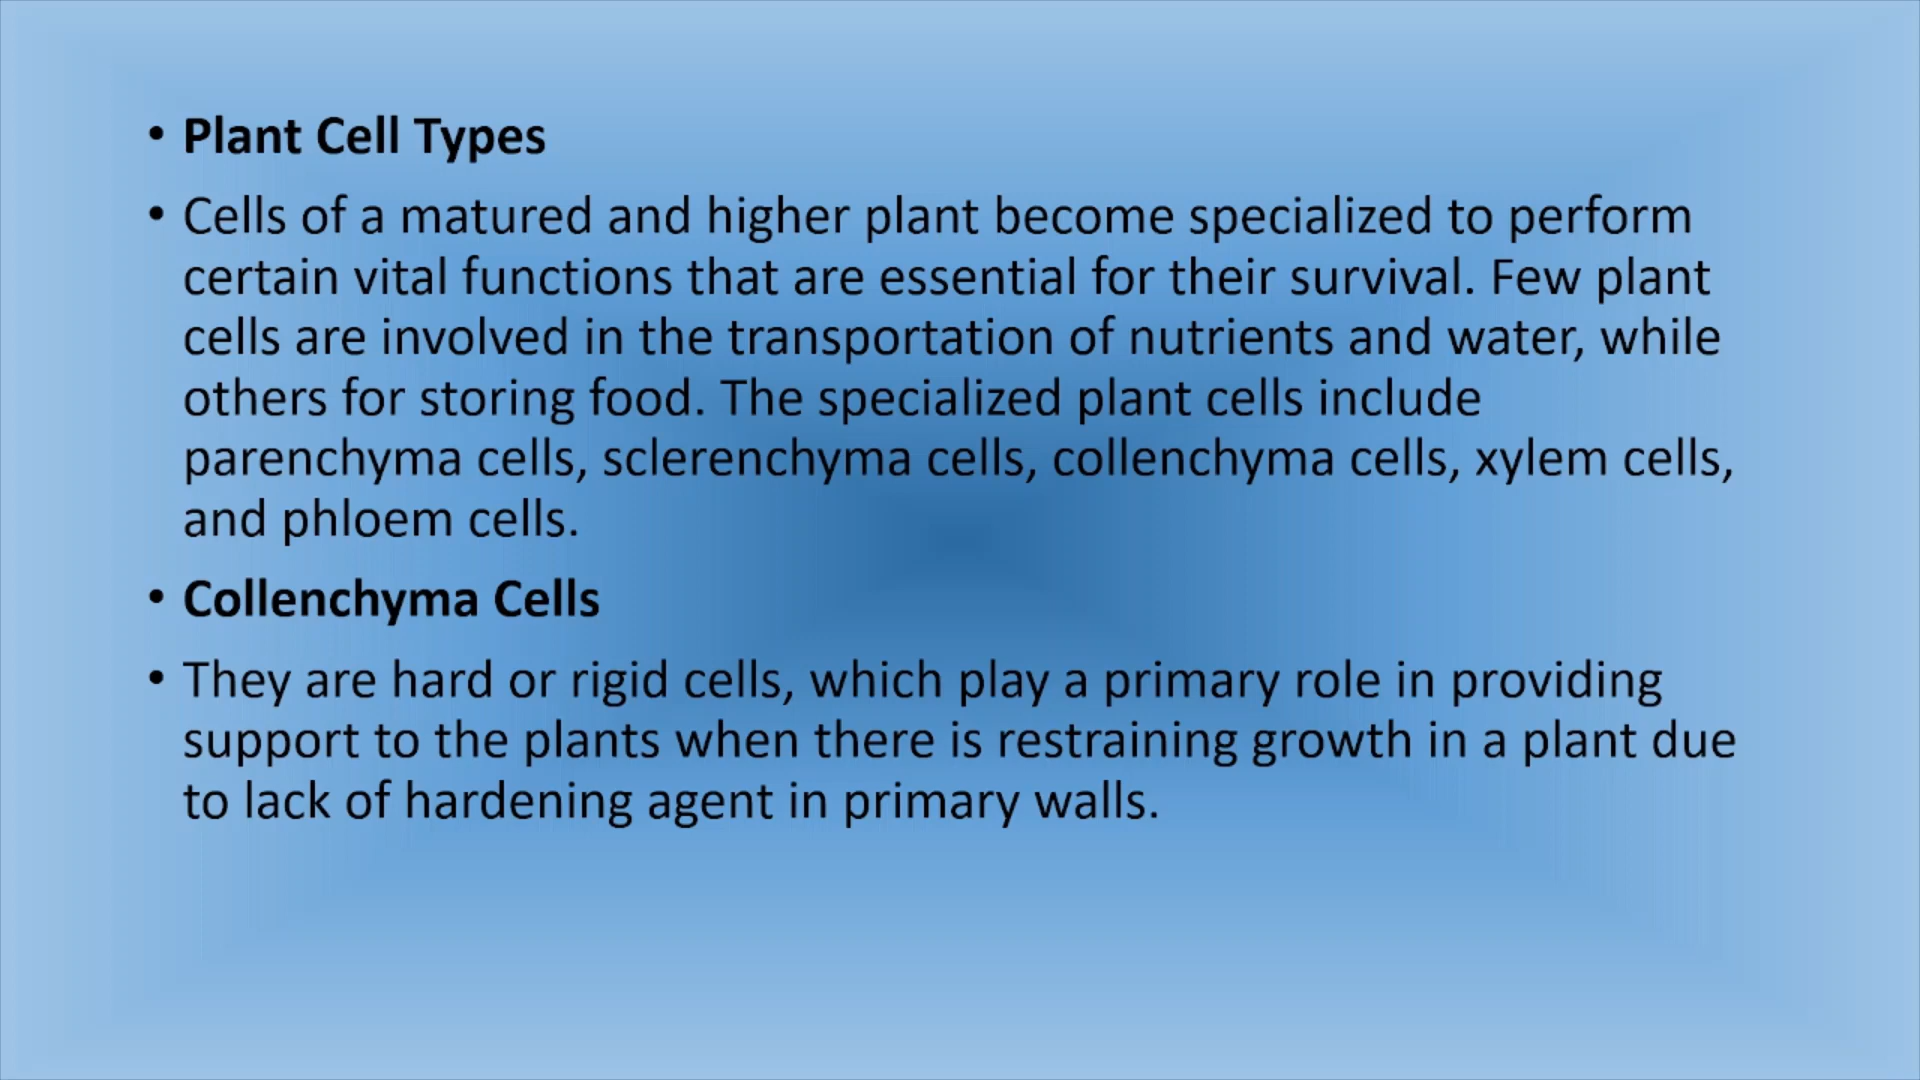 • Plant Cell Types
• Cells of a matured and higher plant become specialized to perform
certain vital functions that are essential for their survival. Few plant
cells are involved in the transportation of nutrients and water, while
others for storing food. The specialized plant cells include
parenchyma cells, sclerenchyma cells, collenchyma cells, xylem cells,
and phloem cells.
• Collenchyma Cells
• They are hard or rigid cells, which play a primary role in providing
support to the plants when there is restraining growth in a plant due
to lack of hardening agent in primary walls.